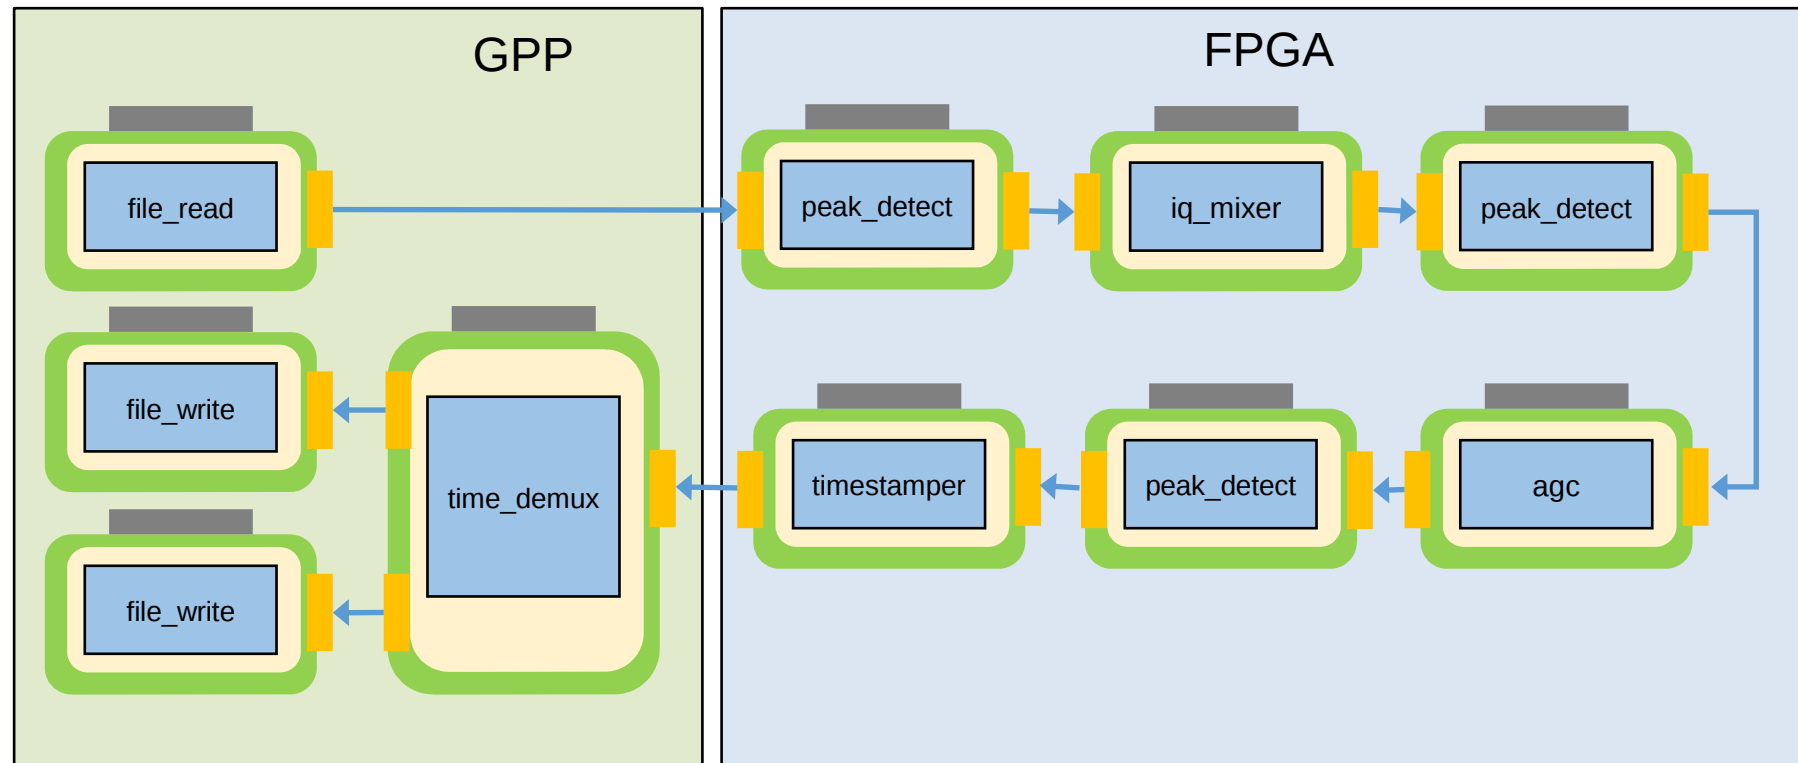 GPP
FPGA
file_read
peak_detect
iq_mixer
peak_detect
file_write
time_demux
timestamper
peak_detect
agc
file_write